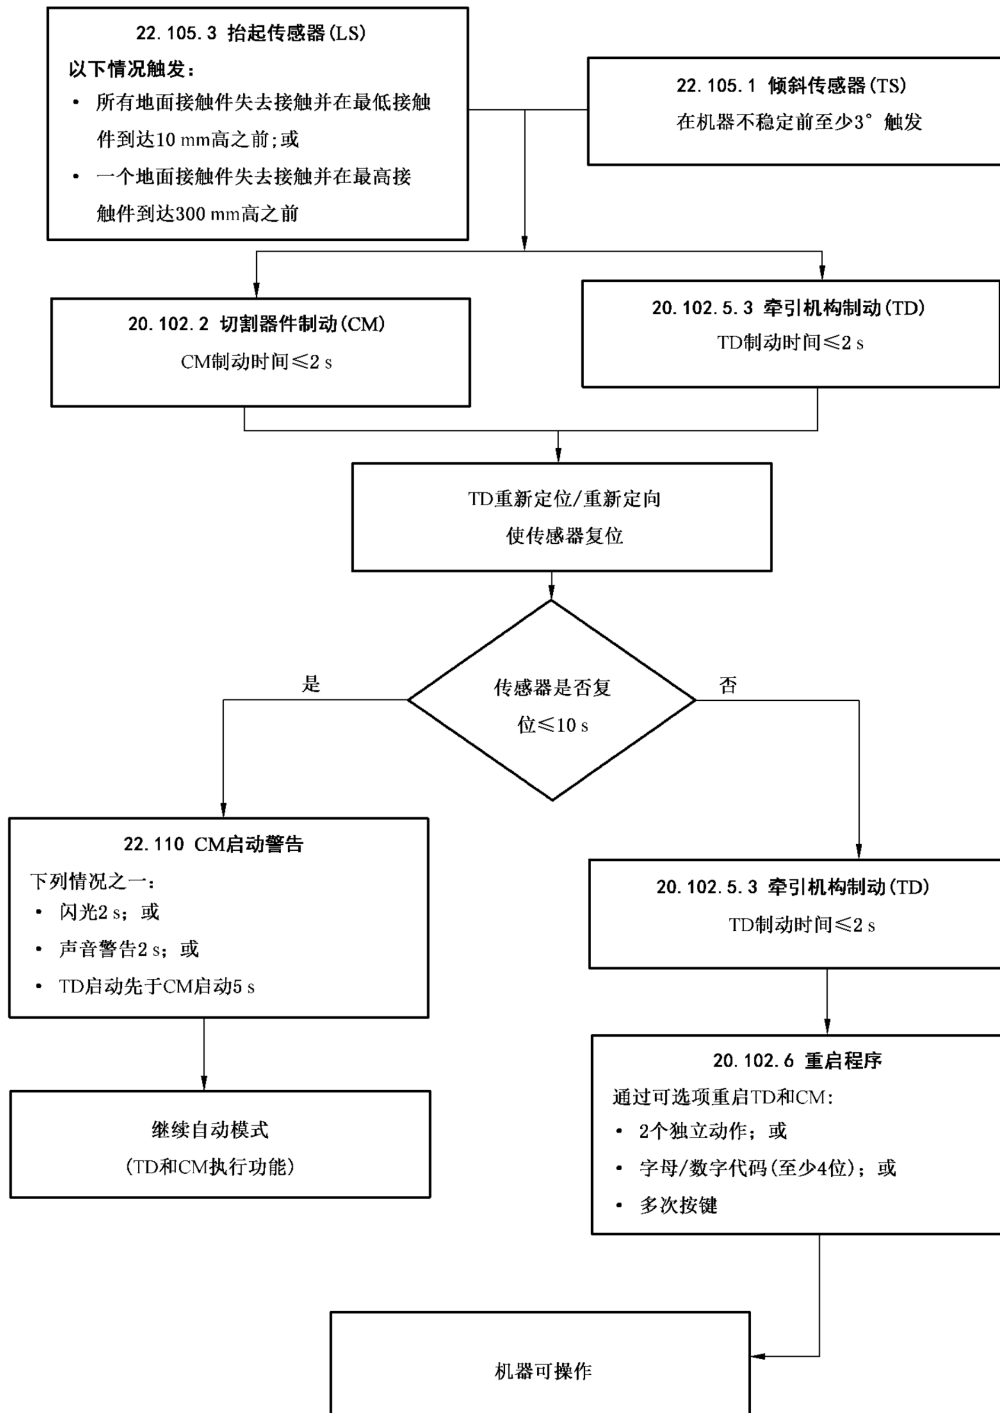 22.105.3 抬起传感器(LS)
以下情况触发:
• 所有地面接触件失去接触并在最低接触
件到达10 mm高之前;或
• 一个地面接触件失去接触并在最高接
触件到达300 mm高之前
22.105.1 倾斜传感器(TS)
在机器不稳定前至少3°触发
20.102.2 切割器件制动(CM)
CM制动时间≤2 s
20.102.5.3 牵引机构制动(TD)
TD制动时间≤2 s
TD重新定位/重新定向
使传感器复位
传感器是否复
位≤10 s
是
否
22.110 CM启动警告
下列情况之一:
• 闪光2 s; 或
• 声音警告2 s; 或
• TD启动先于CM启动5 s
继续自动模式
(TD和CM执行功能)
20.102.5.3 牵引机构制动(TD)
TD制动时间≤2 s
20.102.6 重启程序
通过可选项重启TD和CM:
• 2个独立动作; 或
• 字母/数字代码(至少4位); 或
• 多次按键
机器可操作